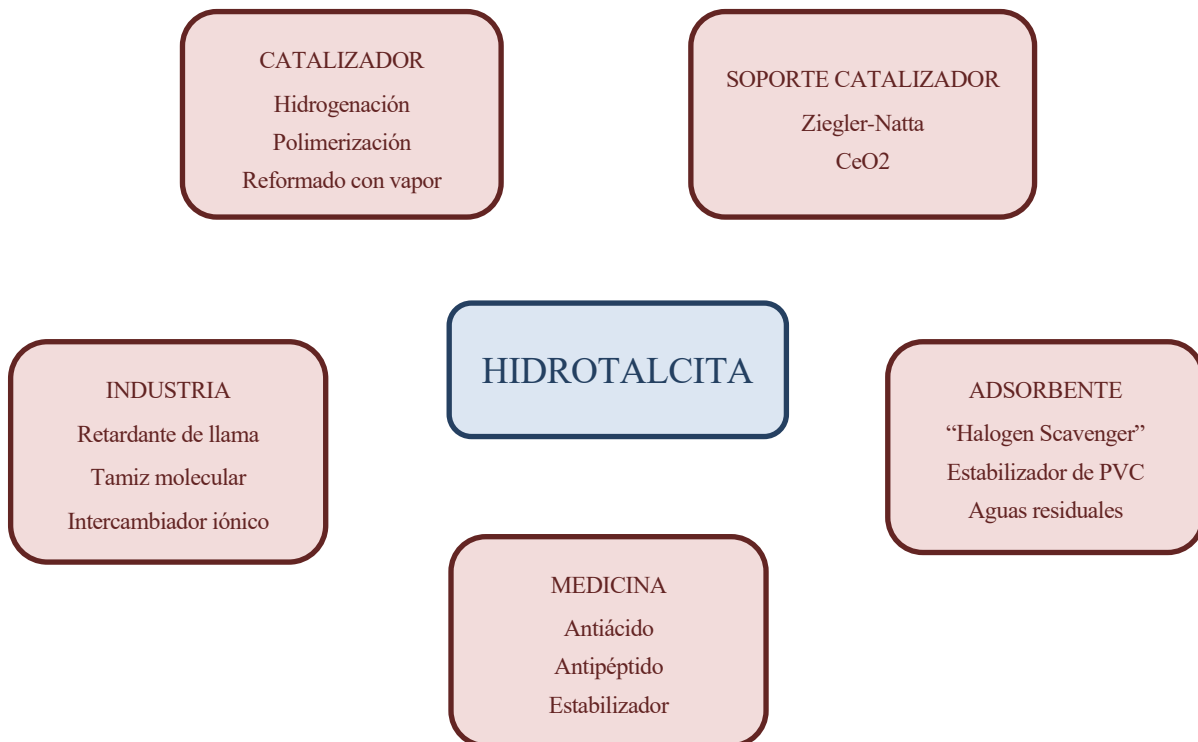 CATALIZADOR
Hidrogenación
Polimerización
Reformado con vapor
SOPORTE CATALIZADOR
Ziegler-Natta
CeO2
HIDROTALCITA
INDUSTRIA
Retardante de llama
Tamiz molecular
Intercambiador iónico
ADSORBENTE
“Halogen Scavenger”
Estabilizador de PVC
Aguas residuales
MEDICINA
Antiácido
Antipéptido
Estabilizador